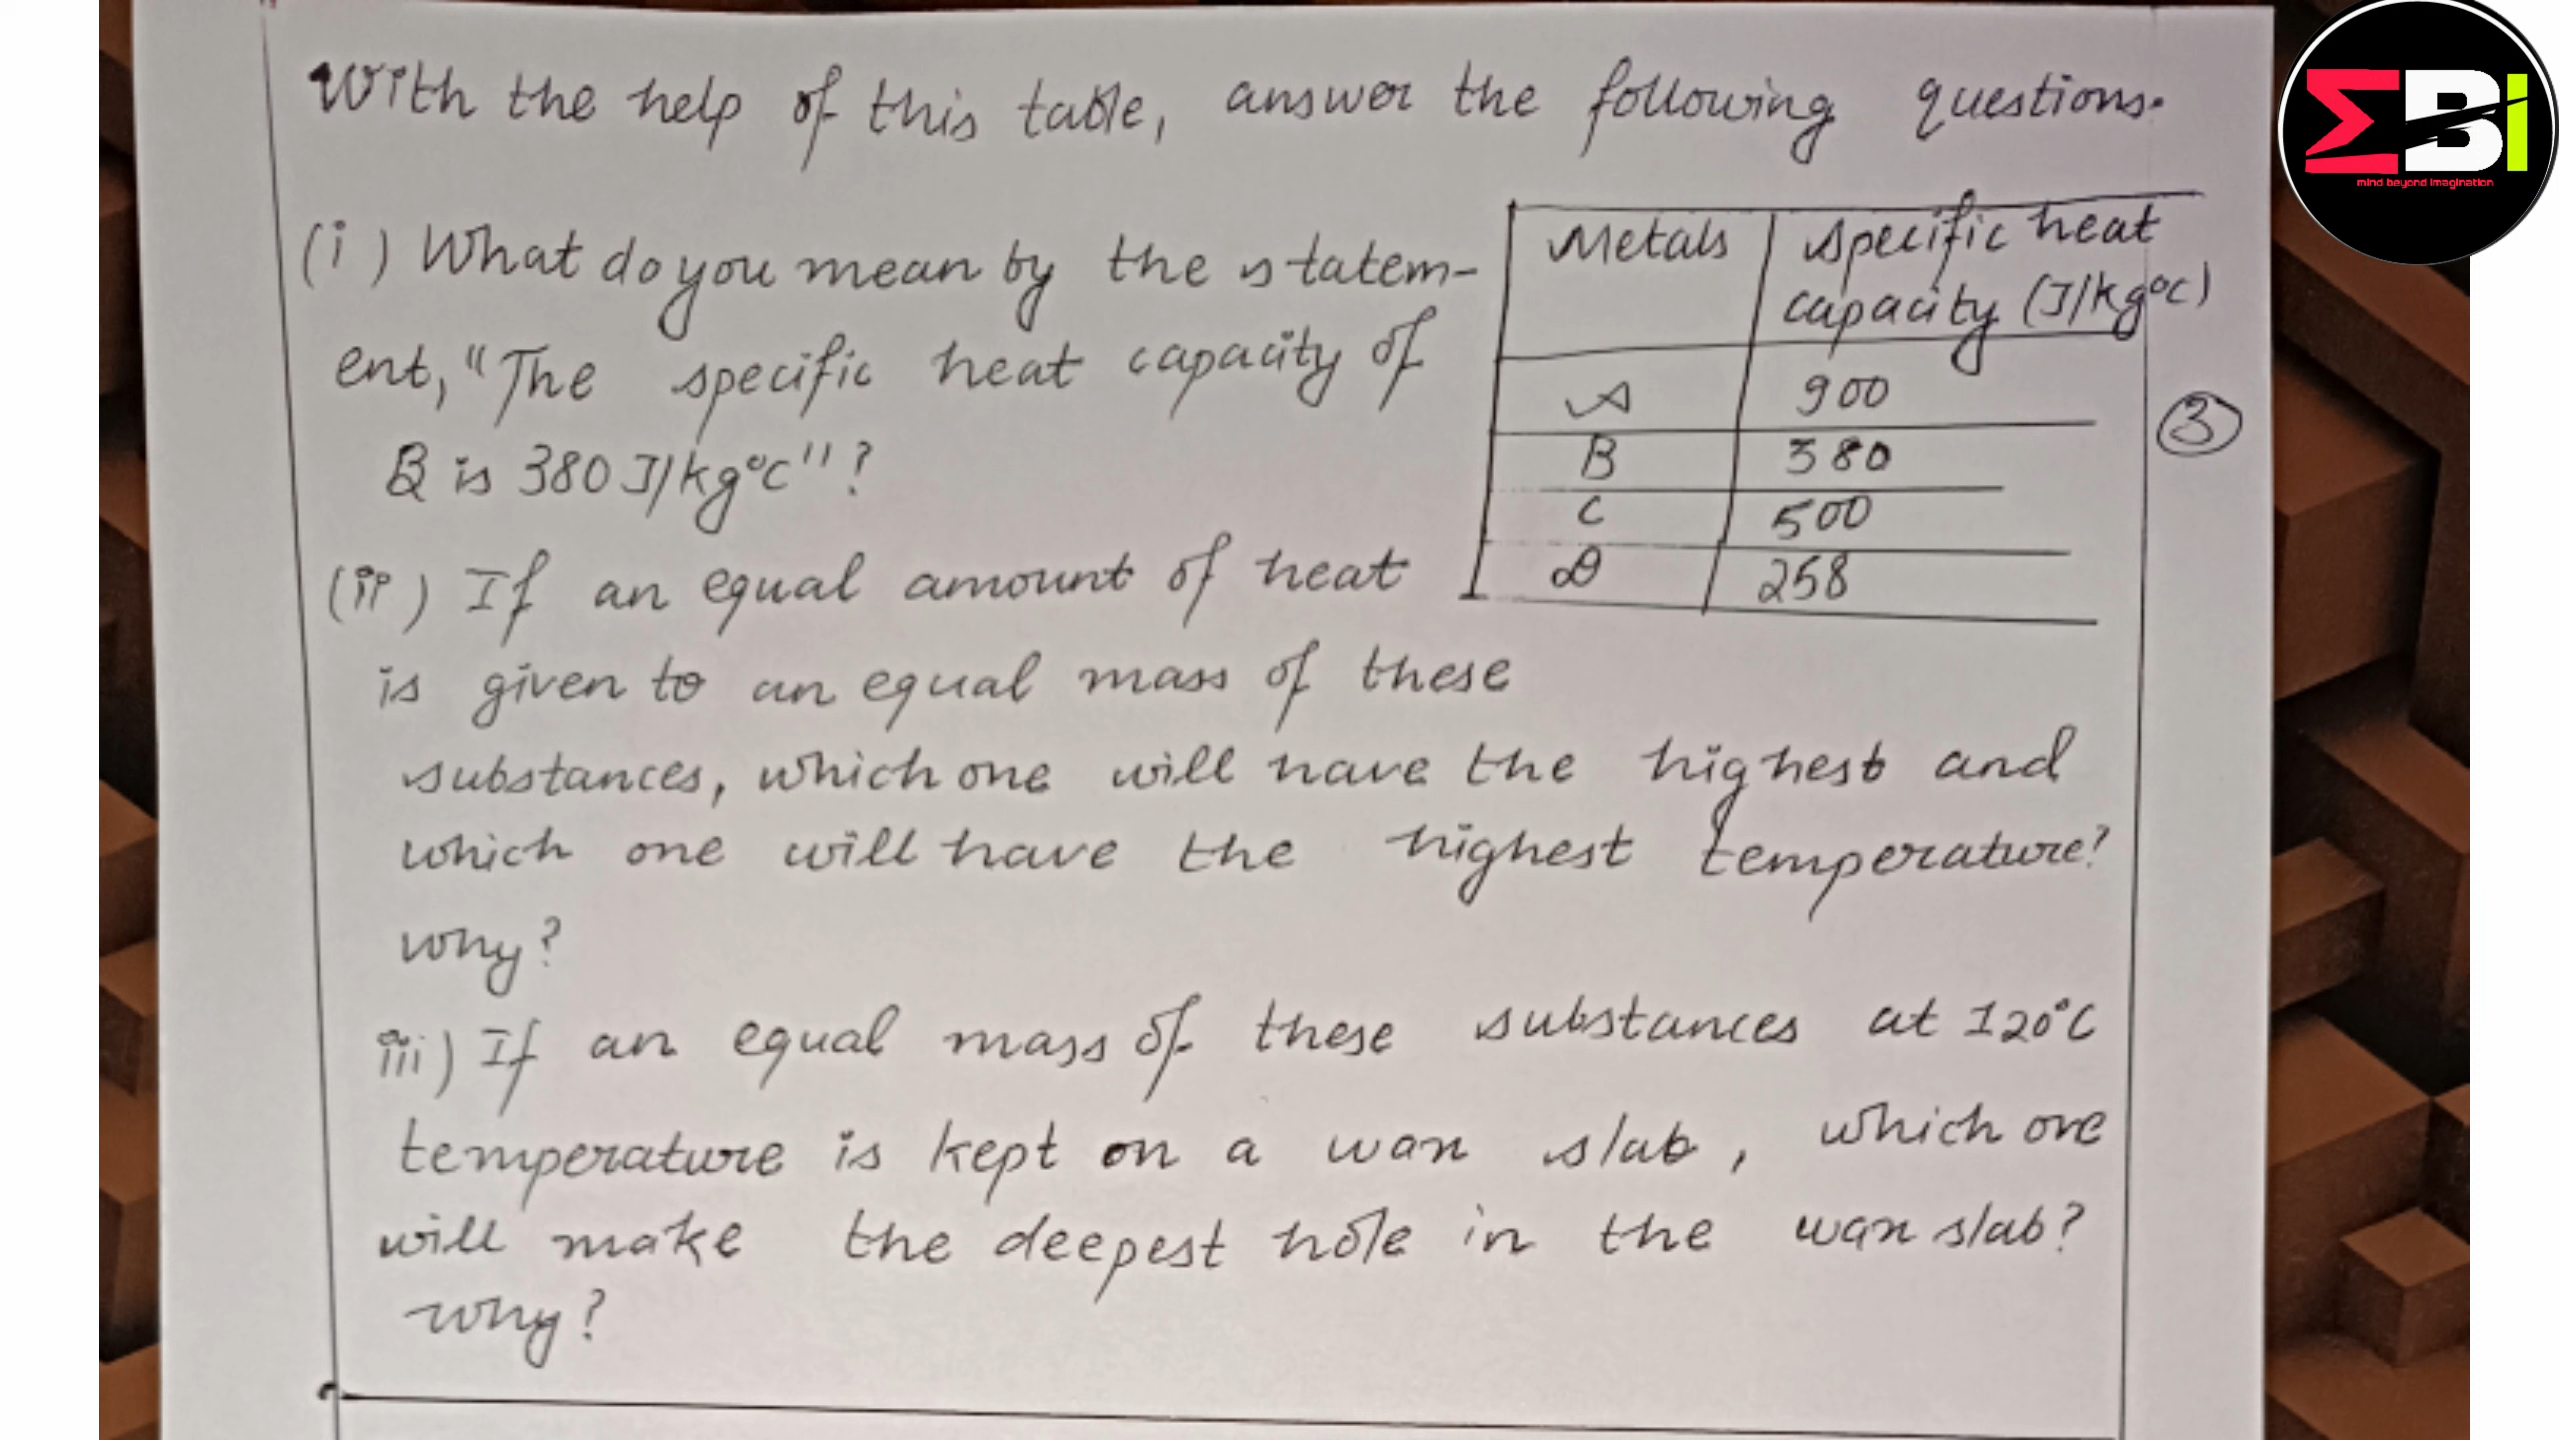 With the help of this table, answer the following questions.
(i) What do you mean by the statem-
ent, "The specific heat capacity of
B is 380 J/kg°C"?
Metals | specific heat capacity (J/kg°C)
A | 900
B | 380
C | 500
D | 258
(3)
(ii) If an equal amount of heat
is given to an equal mass of these
substances, which one will have the highest and
which one will have the highest temperature?
why?
iii) If an equal mass of these substances at 120°C
temperature is kept on a wax slab, which one
will make the deepest hole in the wax slab?
why?
MBI
mind beyond imagination